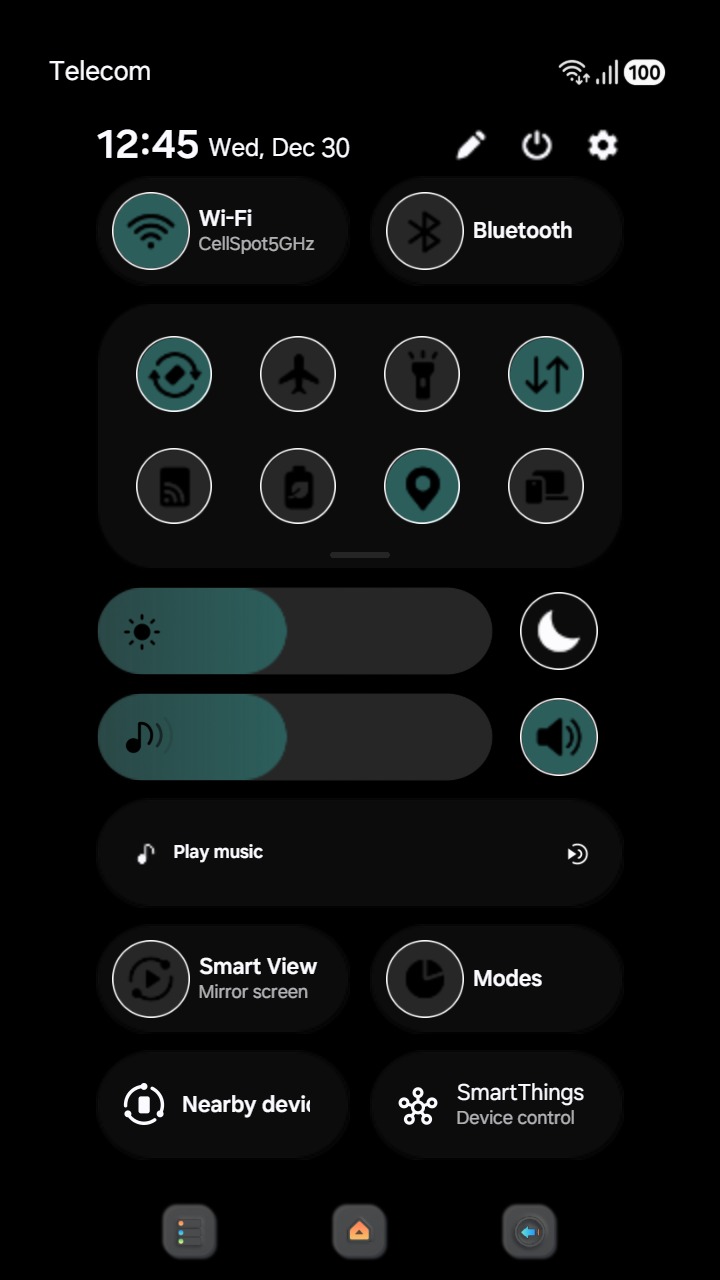 Telecom
100
12:45 Wed, Dec 30
Wi-Fi
CellSpot5GHz
Bluetooth
Play music
Smart View
Mirror screen
Modes
Nearby devic
SmartThings
Device control